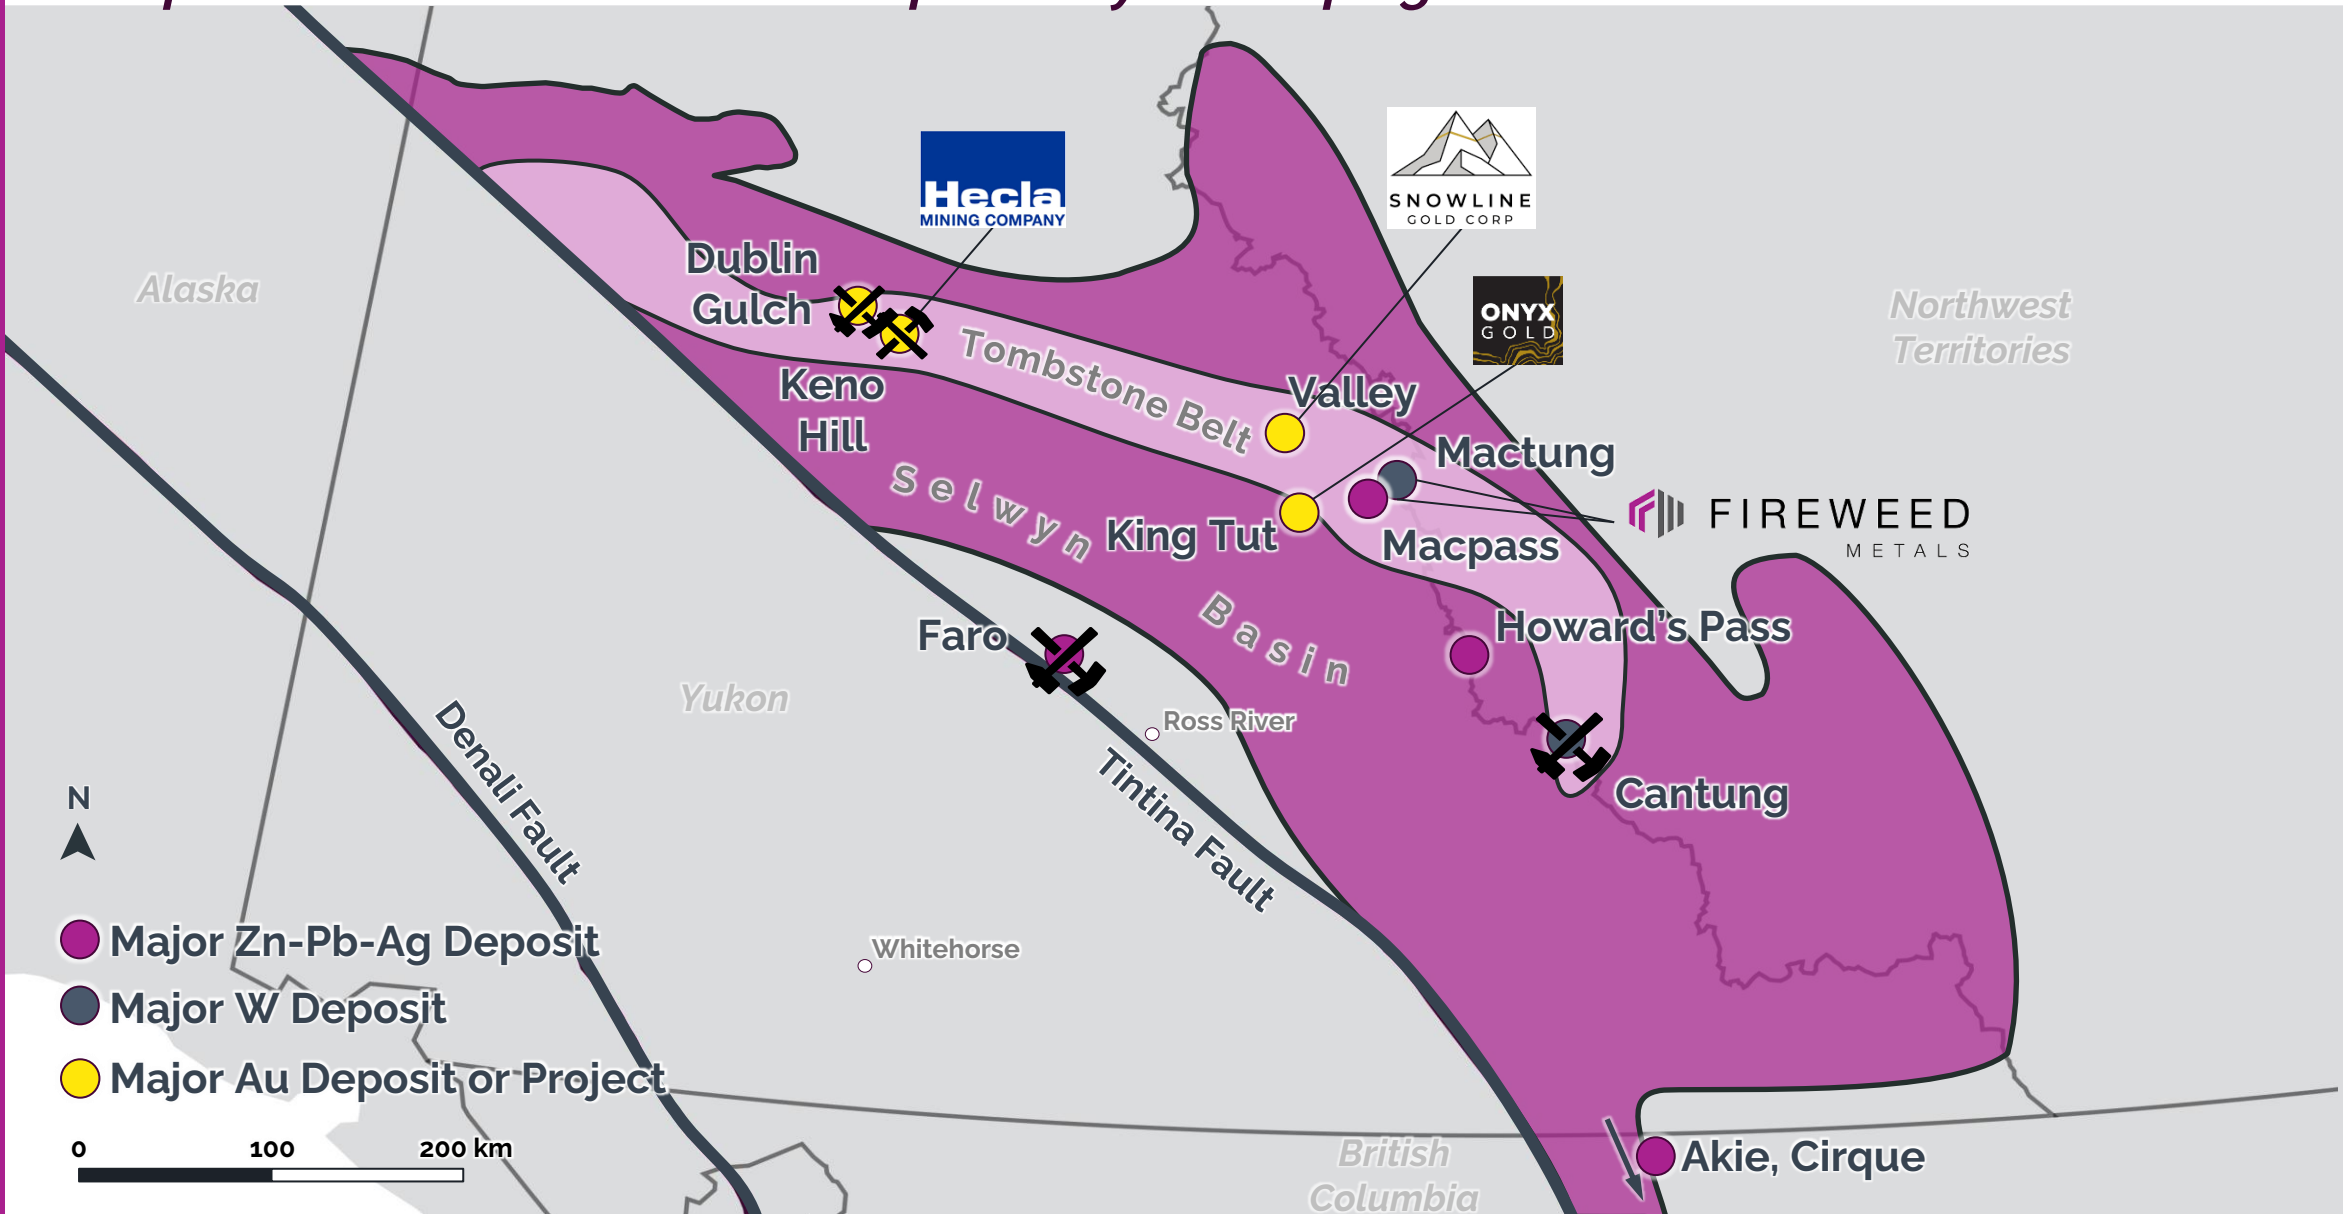 Hecla
MINING COMPANY
SNOWLINE
GOLD CORP
ONYX
GOLD
Alaska
Northwest
Territories
Dublin
Gulch
Keno
Hill
Tombstone Belt
Valley
Mactung
FIREWEED
METALS
Selwyn
Basin
King Tut
Macpass
Howard's Pass
Faro
Yukon
Ross River
Cantung
Denali Fault
Tintina Fault
Whitehorse
N
Major Zn-Pb-Ag Deposit
Major W Deposit
Major Au Deposit or Project
0 100 200 km
British
Columbia
Akie, Cirque